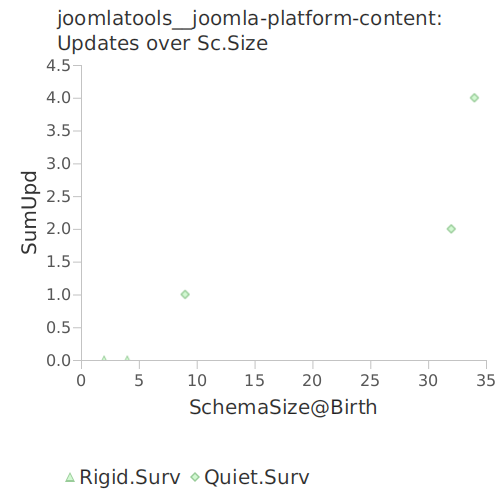 joomlatools__joomla-platform-content:
Updates over Sc.Size
4.5
4.0
3.5
3.0
2.5
2.0
1.5
1.0
0.5
0.0
SumUpd
0 5 10 15 20 25 30 35
SchemaSize@Birth
Rigid.Surv Quiet.Surv